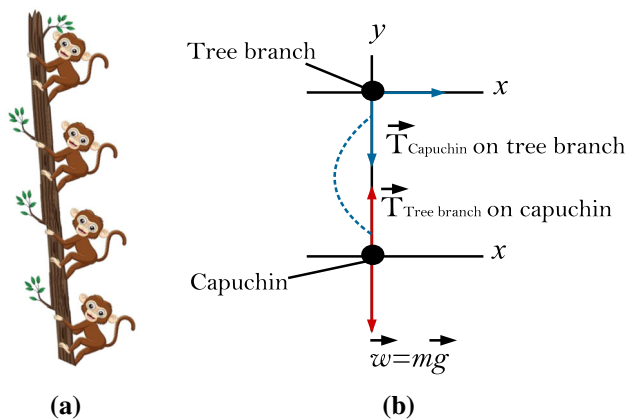 y
Tree branch
x
T Capuchin on tree branch
T Tree branch on capuchin
x
Capuchin
w=mg
(a)
(b)